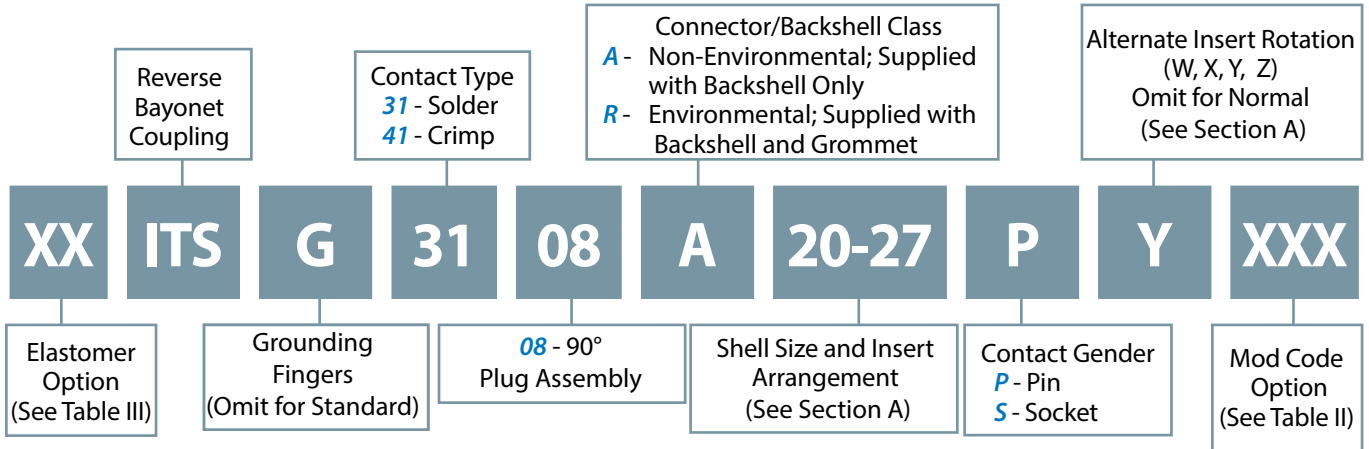 Reverse
Bayonet
Coupling
Contact Type
31 - Solder
41 - Crimp
Connector/Backshell Class
A - Non-Environmental; Supplied
with Backshell Only
R - Environmental; Supplied with
Backshell and Grommet
Alternate Insert Rotation
(W, X, Y, Z)
Omit for Normal
(See Section A)
XX ITS G 31 08 A 20-27 P Y XXX
Elastomer
Option
(See Table III)
Grounding
Fingers
(Omit for Standard)
08 - 90°
Plug Assembly
Shell Size and Insert
Arrangement
(See Section A)
Contact Gender
P - Pin
S - Socket
Mod Code
Option
(See Table II)